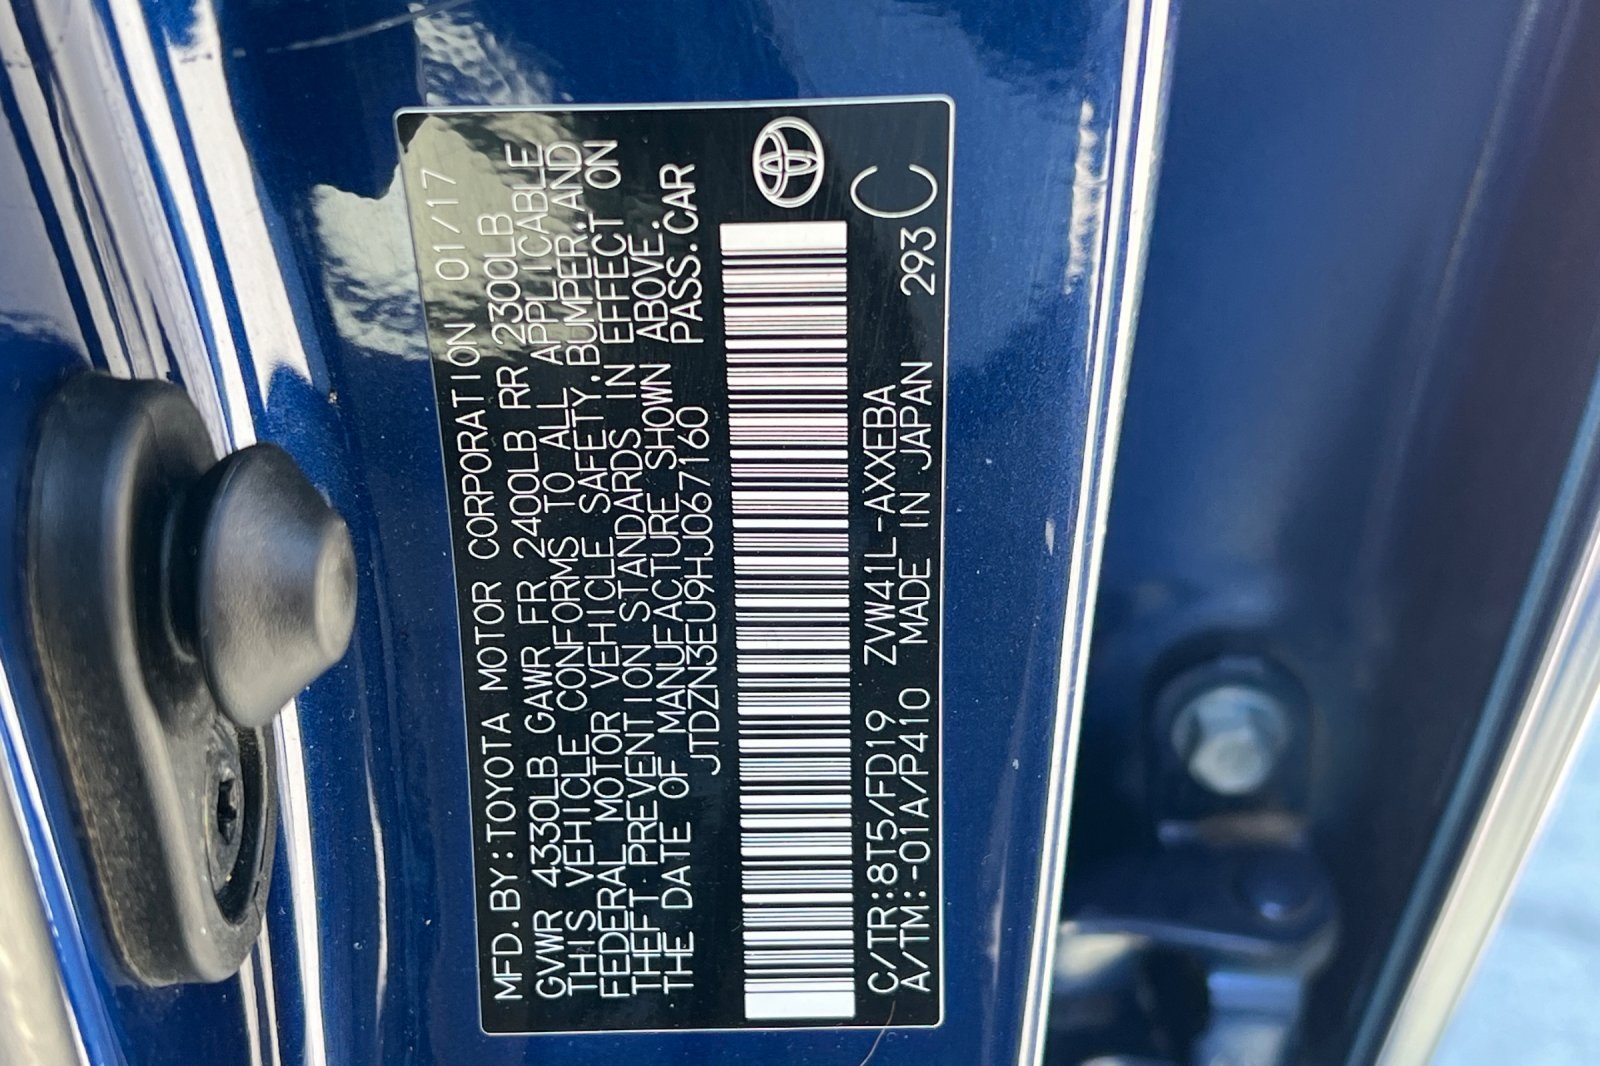 MFD.BY:TOYOTA MOTOR CORPORATION 01/17
GVWR 4330LB GAWR FR 2400LB RR 2300LB
THIS VEHICLE CONFORMS TO ALL APPLICABLE
FEDERAL MOTOR VEHICLE SAFETY,BUMPER,AND
THEFT PREVENTION STANDARDS IN EFFECT ON
THE DATE OF MANUFACTURE SHOWN ABOVE.
JTDZN3EU9HJ067160 PASS.CAR
C/TR:8T5/FD19 ZVW41L-AXXEBA
A/TM:-01A/P410 MADE IN JAPAN 293 C